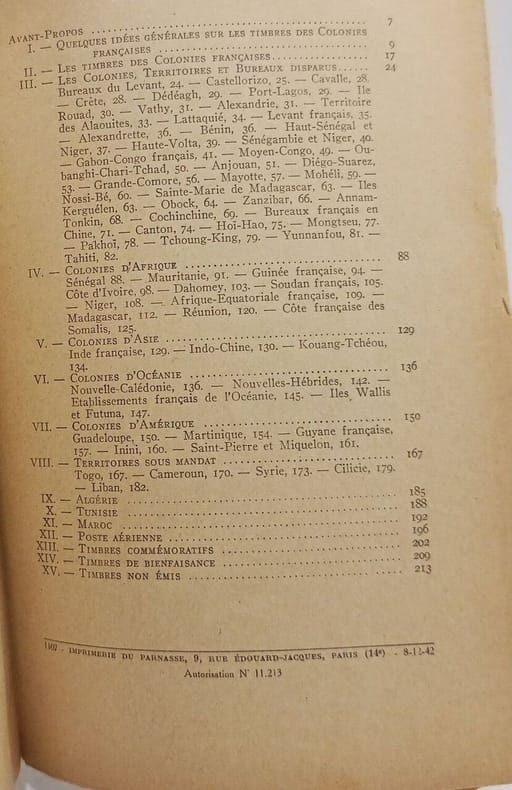 AVANT-PROPOS ........ 7
I. — QUELQUES IDÉES GÉNÉRALES SUR LES TIMBRES DES COLONIES
FRANÇAISES ........ 9
II. — LES TIMBRES DES COLONIES FRANÇAISES........ 17
III. — LES COLONIES, TERRITOIRES ET BUREAUX DISPARUS...... 24
Bureaux du Levant, 24. — Castellorizo, 25. — Cavalle, 28.
— Crète, 28. — Dédéagh, 29. — Port-Lagos, 29. — Ile
Rouad, 30. — Vathy, 31. — Alexandrie, 31. — Territoire
des Alaouites, 33. — Lattaquié, 34. — Levant français, 35.
— Alexandrette, 36. — Bénin, 36. — Haut-Sénégal et
Niger, 37. — Haute-Volta, 39. — Sénégambie et Niger, 40.
— Gabon-Congo français, 41. — Moyen-Congo, 49. — Ou-
banghi-Chari-Tchad, 50. — Anjouan, 51. — Diégo-Suarez,
53. — Grande-Comore, 56. — Mayotte, 57. — Mohéli, 59. —
Nossi-Bé, 60. — Sainte-Marie de Madagascar, 63. — Iles
Kerguélen, 63. — Obock, 64. — Zanzibar, 66. — Annam-
Tonkin, 68. — Cochinchine, 69. — Bureaux français en
Chine, 71. — Canton, 74. — Hoï-Hao, 75. — Mongtseu, 77.
— Pakhoï, 78. — Tchoung-King, 79. — Yunnanfou, 81. —
Tahiti, 82.
IV. — COLONIES D'AFRIQUE ........ 88
Sénégal 88. — Mauritanie, 91. — Guinée française, 94. —
Côte d'Ivoire, 98. — Dahomey, 103. — Soudan français, 105.
— Niger, 108. — Afrique-Equatoriale française, 109. —
Madagascar, 112. — Réunion, 120. — Côte française des
Somalis, 125.
V. — COLONIES D'ASIE ........ 129
Inde française, 129. — Indo-Chine, 130. — Kouang-Tchéou,
134.
VI. — COLONIES D'OCÉANIE ........ 136
Nouvelle-Calédonie, 136. — Nouvelles-Hébrides, 142. —
Etablissements français de l'Océanie, 145. — Iles Wallis
et Futuna, 147.
VII. — COLONIES D'AMÉRIQUE ........ 150
Guadeloupe, 150. — Martinique, 154. — Guyane française,
157. — Inini, 160. — Saint-Pierre et Miquelon, 161.
VIII. — TERRITOIRES SOUS MANDAT ........ 167
Togo, 167. — Cameroun, 170. — Syrie, 173. — Cilicie, 179.
— Liban, 182.
IX. — ALGÉRIE ........ 185
X. — TUNISIE ........ 188
XI. — MAROC ........ 192
XII. — POSTE AÉRIENNE ........ 196
XIII. — TIMBRES COMMÉMORATIFS ........ 202
XIV. — TIMBRES DE BIENFAISANCE ........ 209
XV. — TIMBRES NON ÉMIS ........ 213
IMPRIMERIE DU PARNASSE, 9, RUE ÉDOUARD-JACQUES, PARIS (14e) - 8-12-42
Autorisation N° 11.213